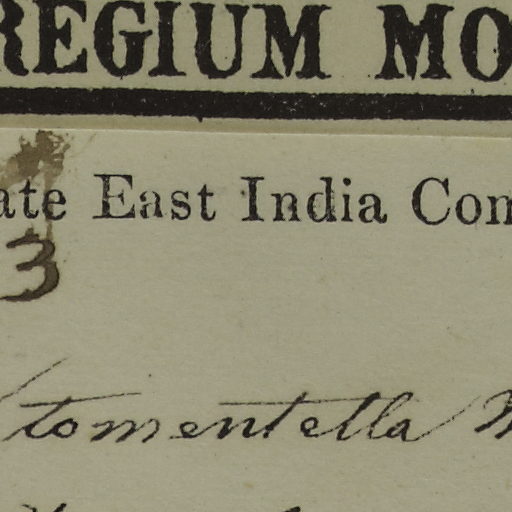 REGIUM MO
ate East India Com
3
tomentella